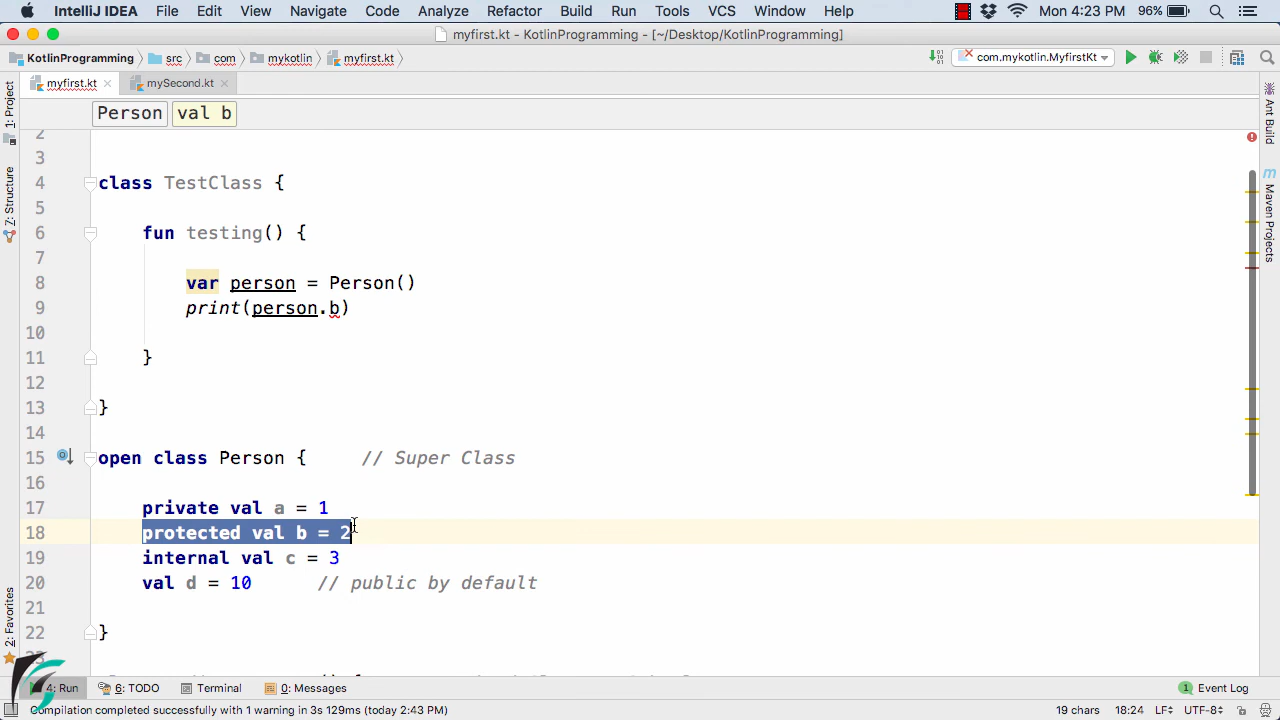 IntelliJ IDEA File Edit View Navigate Code Analyze Refactor Build Run Tools VCS Window Help Mon 4:23 PM 96%
myfirst.kt - KotlinProgramming - [~/Desktop/KotlinProgramming]
KotlinProgramming src com mykotlin myfirst.kt com.mykotlin.MyfirstKt
myfirst.kt mySecond.kt
Person val b
1: Project
7: Structure
2: Favorites
Ant Build
Maven Projects
2
3
4 class TestClass {
5
6 fun testing() {
7
8 var person = Person()
9 print(person.b)
10
11 }
12
13 }
14
15 open class Person { // Super Class
16
17 private val a = 1
18 protected val b = 2
19 internal val c = 3
20 val d = 10 // public by default
21
22 }
23
4: Run 6: TODO Terminal 0: Messages 1 Event Log
Compilation completed successfully with 1 warning in 3s 129ms (today 2:43 PM) 19 chars 18:24 LF UTF-8